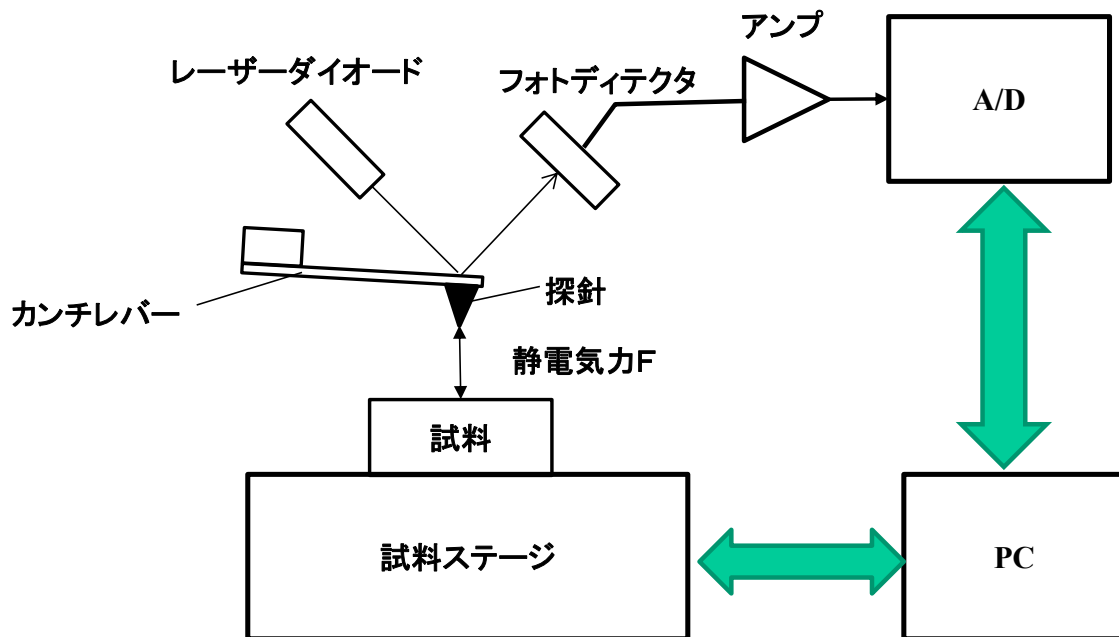 アンプ
レーザーダイオード
フォトディテクタ
A/D
カンチレバー
探針
静電気力F
試料
試料ステージ
PC